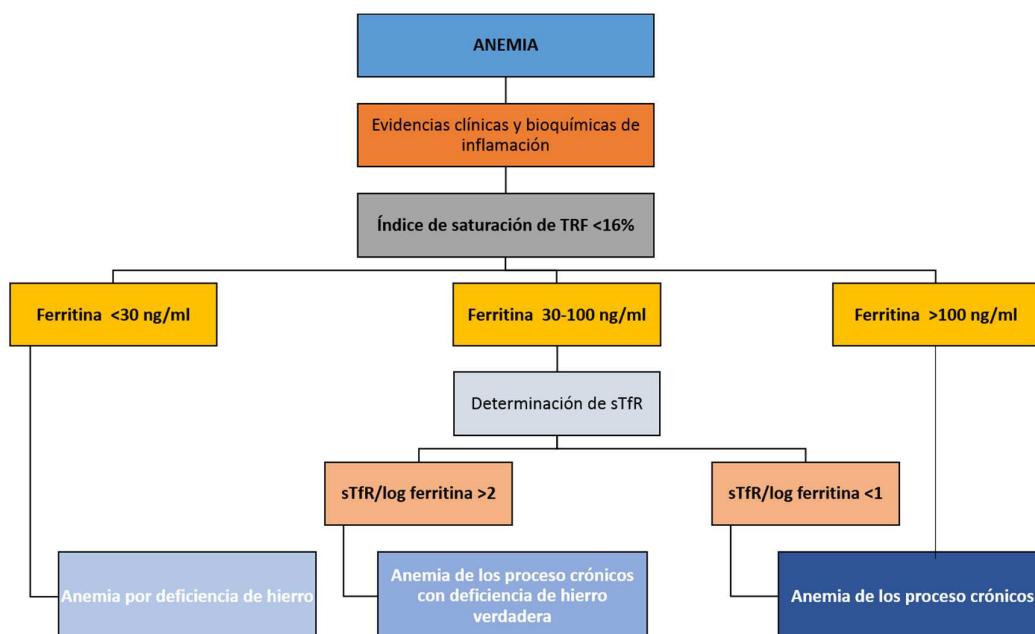 ANEMIA
Evidencias clínicas y bioquímicas de
inflamación
Índice de saturación de TRF <16%
Ferritina <30 ng/ml
Ferritina 30-100 ng/ml
Ferritina >100 ng/ml
Determinación de sTfR
sTfR/log ferritina >2
sTfR/log ferritina <1
Anemia por deficiencia de hierro
Anemia de los proceso crónicos
con deficiencia de hierro
verdadera
Anemia de los proceso crónicos